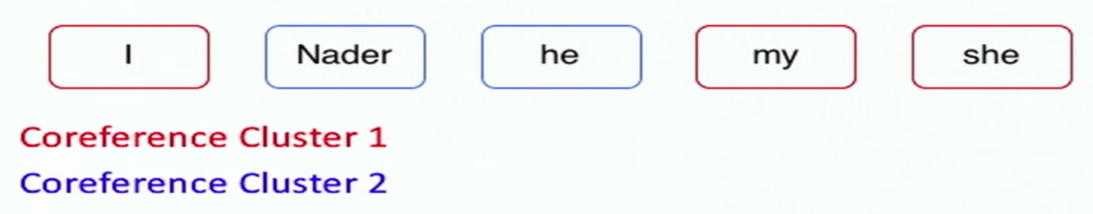 I Nader he my she
Coreference Cluster 1
Coreference Cluster 2